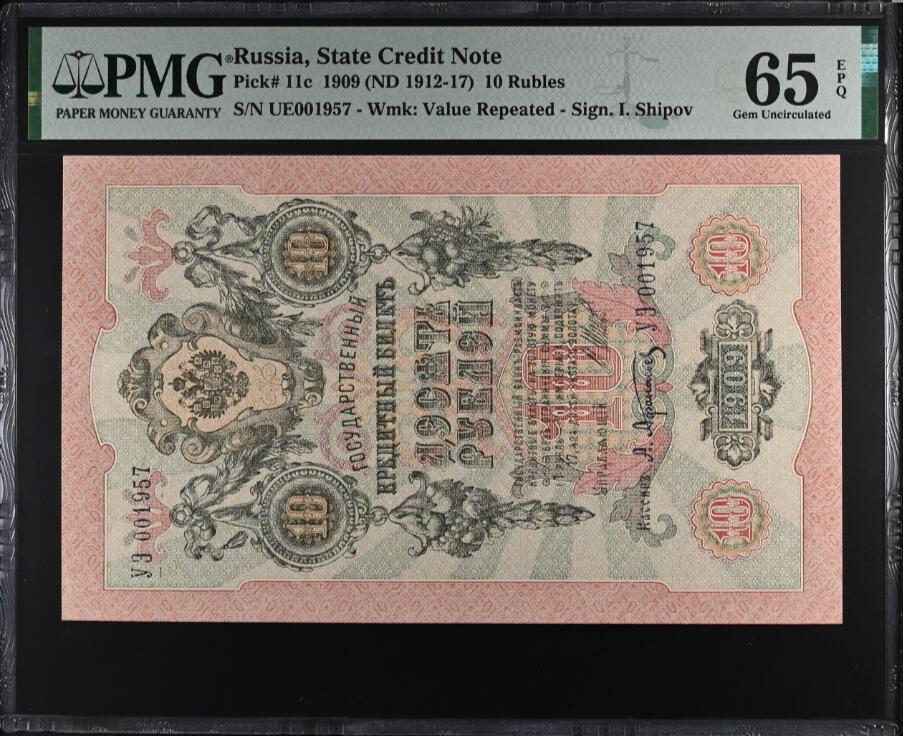 PMG®
PAPER MONEY GUARANTY
Russia, State Credit Note
Pick# 11c 1909 (ND 1912-17) 10 Rubles
S/N UE001957 - Wmk: Value Repeated - Sign. I. Shipov
65
EPQ
Gem Uncirculated
УЭ 001957
10
10
ГОСУДАРСТВЕННЫЙ
КРЕДИТНЫЙ БИЛЕТЪ
ДЕСЯТЬ
РУБЛЕЙ
10
УЭ 001957
1909
10
10